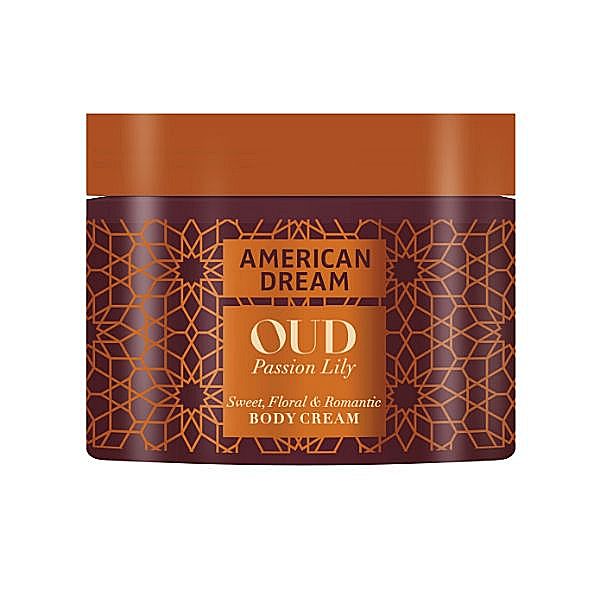 AMERICAN
DREAM
OUD
Passion Lily
Sweet, Floral & Romantic
BODY CREAM